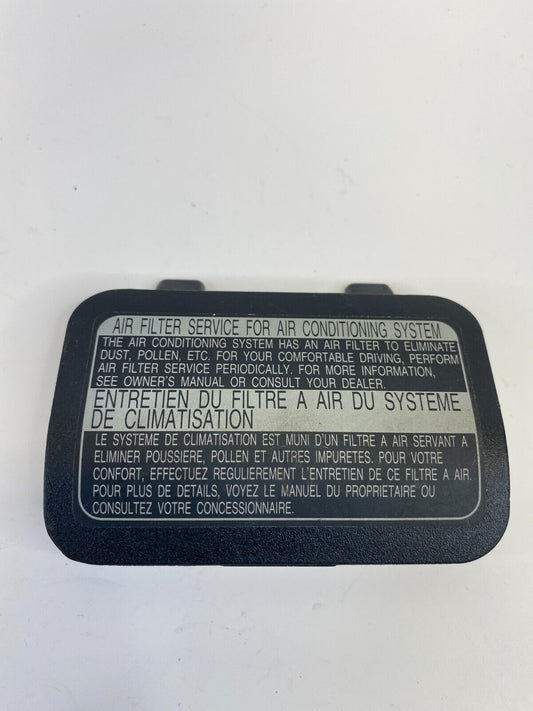 AIR FILTER SERVICE FOR AIR CONDITIONING SYSTEM
THE AIR CONDITIONING SYSTEM HAS AN AIR FILTER TO ELIMINATE
DUST, POLLEN, ETC. FOR YOUR COMFORTABLE DRIVING, PERFORM
AIR FILTER SERVICE PERIODICALLY. FOR MORE INFORMATION,
SEE OWNER'S MANUAL OR CONSULT YOUR DEALER.
ENTRETIEN DU FILTRE A AIR DU SYSTEME
DE CLIMATISATION
LE SYSTEME DE CLIMATISATION EST MUNI D'UN FILTRE A AIR SERVANT A
ELIMINER POUSSIERE, POLLEN ET AUTRES IMPURETES. POUR VOTRE
CONFORT, EFFECTUEZ REGULIEREMENT L'ENTRETIEN DE CE FILTRE A AIR.
POUR PLUS DE DETAILS, VOYEZ LE MANUEL DU PROPRIETAIRE OU
CONSULTEZ VOTRE CONCESSIONNAIRE.